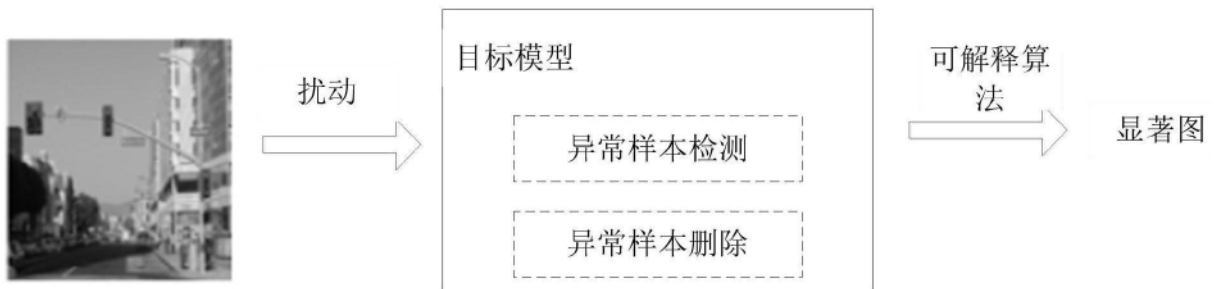 扰动
目标模型
异常样本检测
异常样本删除
可解释算
法
显著图